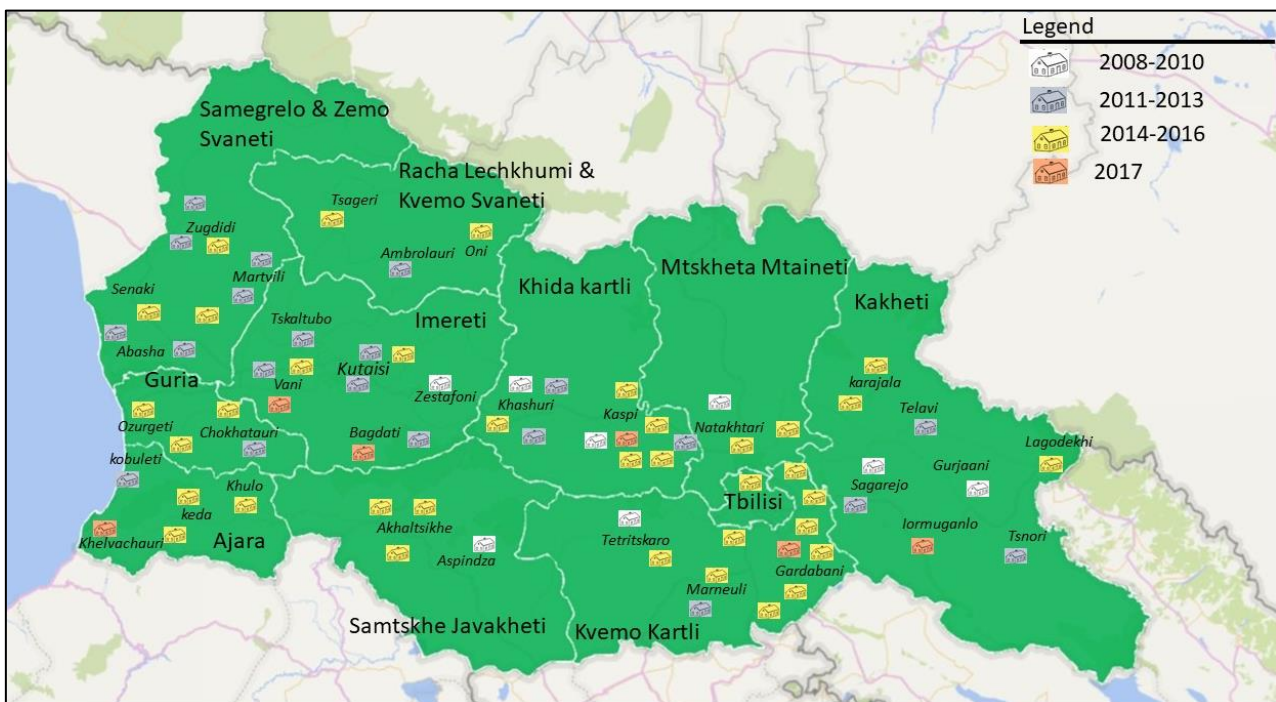 Legend
2008-2010
2011-2013
2014-2016
2017
Samegrelo & Zemo
Svaneti
Racha Lechkhumi &
Kvemo Svaneti
Tsageri
Oni
Ambrolauri
Zugdidi
Martvili
Senaki
Abasha
Khida kartli
Mtskheta Mtaineti
Kakheti
Imereti
Tskaltubo
Kutaisi
Vani
Zestafoni
Bagdati
Guria
Ozurgeti
Chokhatauri
kobuleti
Khulo
keda
Khelvachauri
Ajara
Khashuri
Kaspi
Natakhtari
Tbilisi
karajala
Telavi
Lagodekhi
Gurjaani
Sagarejo
Iormuganlo
Tsnori
Akhaltsikhe
Aspindza
Samtskhe Javakheti
Tetritskaro
Marneuli
Gardabani
Kvemo Kartli